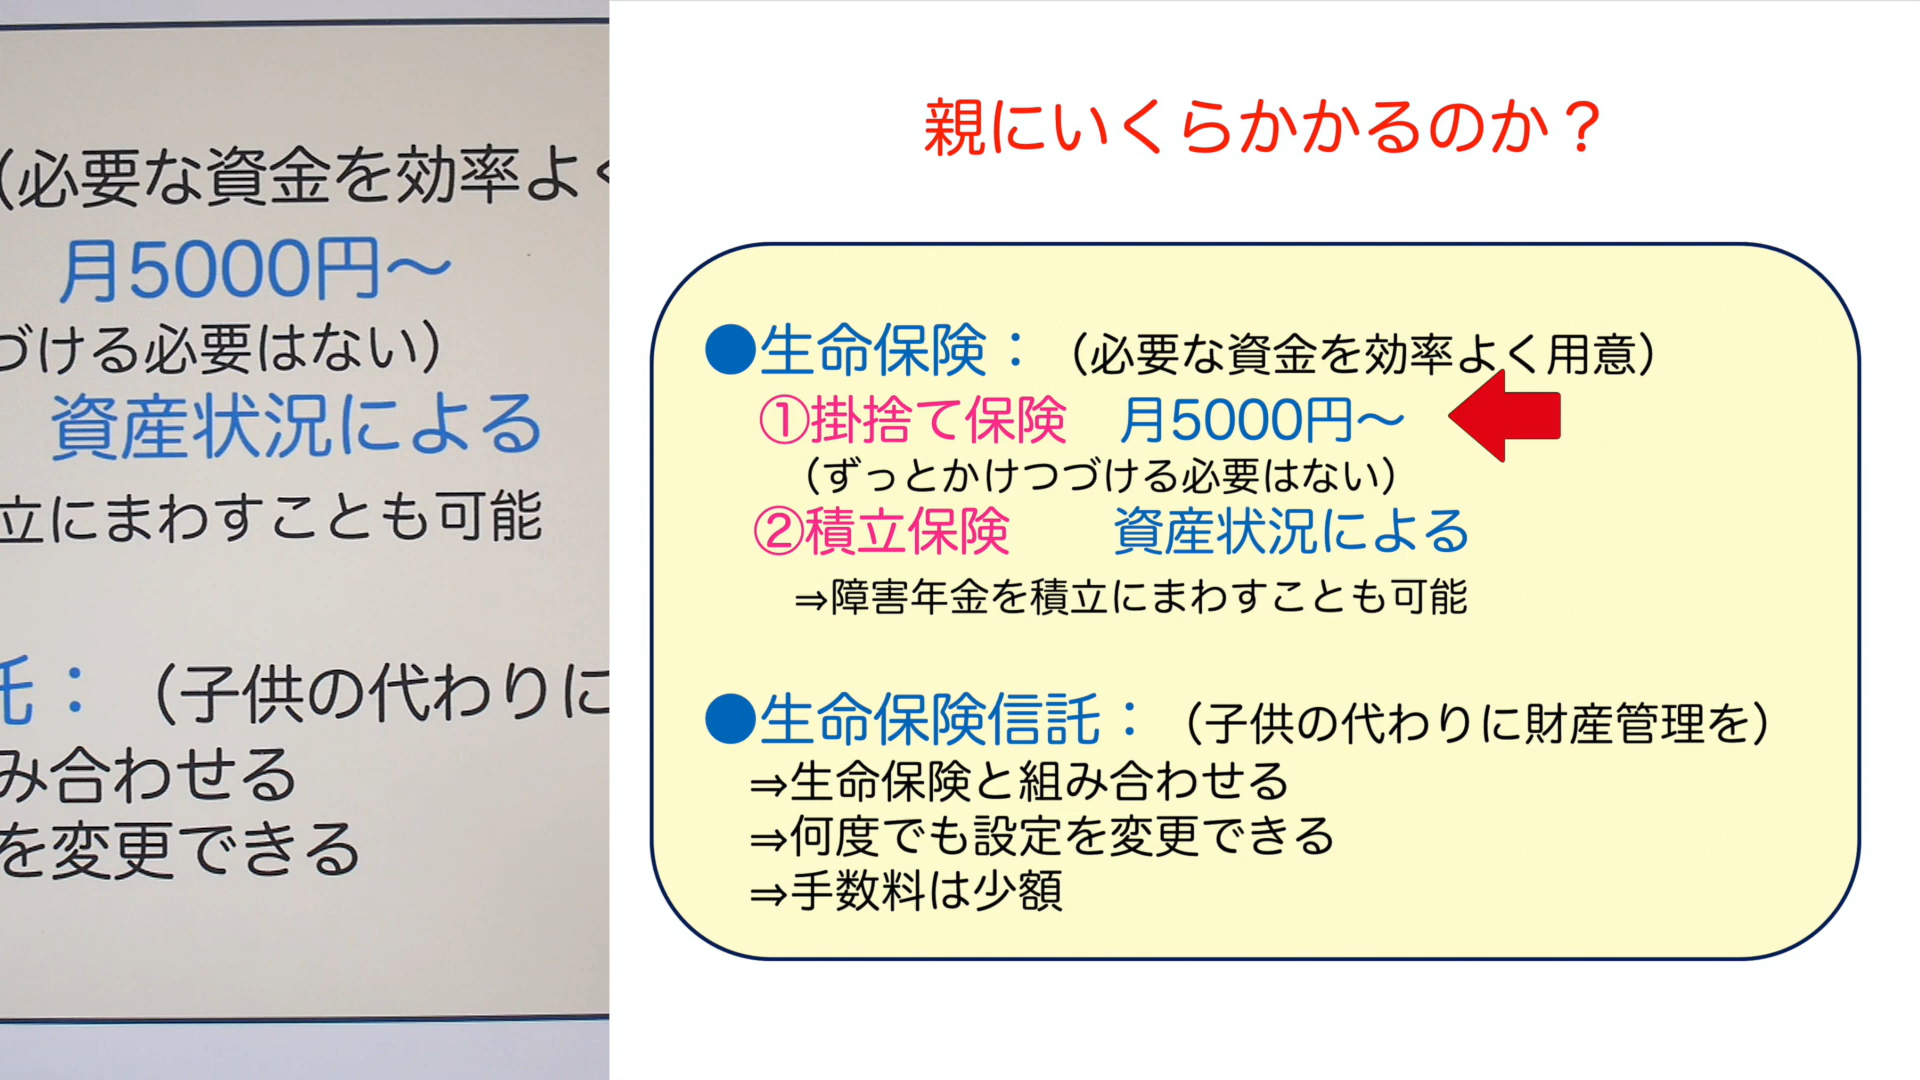 (必要な資金を効率よく
月5000円〜
づける必要はない)
資産状況による
立にまわすことも可能
託：（子供の代わりに
み合わせる
を変更できる
親にいくらかかるのか？
●生命保険：（必要な資金を効率よく用意）
①掛捨て保険　月5000円〜
（ずっとかけつづける必要はない）
②積立保険　　資産状況による
⇒障害年金を積立にまわすことも可能
●生命保険信託：（子供の代わりに財産管理を）
⇒生命保険と組み合わせる
⇒何度でも設定を変更できる
⇒手数料は少額